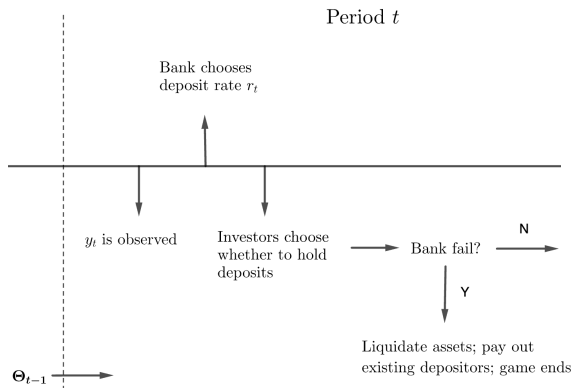 Period t
Bank chooses
deposit rate r_t
y_t is observed
Investors choose
whether to hold
deposits
Bank fail?
N
Y
Liquidate assets; pay out
existing depositors; game ends
Θ_{t−1}